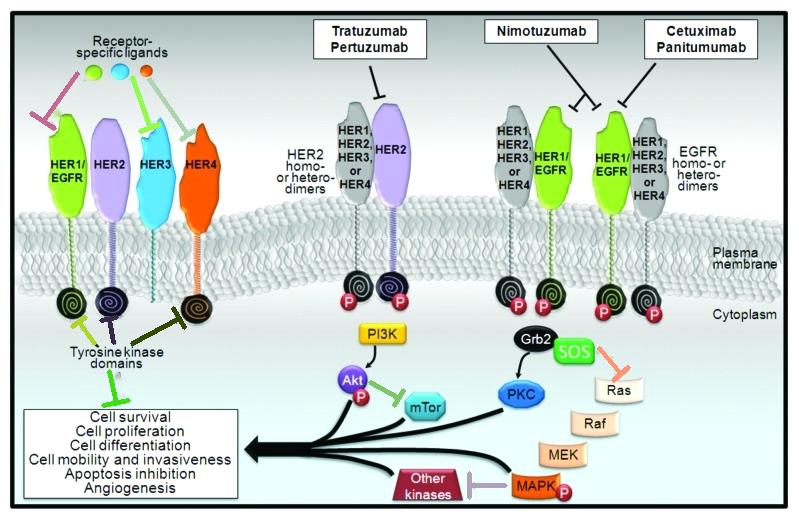 Receptor-
specific ligands
HER1/
EGFR
HER2
HER3
HER4
Tyrosine kinase
domains
Cell survival
Cell proliferation
Cell differentiation
Cell mobility and invasiveness
Apoptosis inhibition
Angiogenesis
Tratuzumab
Pertuzumab
HER2
homo-
or hetero-
dimers
HER1,
HER2,
HER3,
or
HER4
HER2
P
P
PI3K
Akt
P
mTor
Nimotuzumab
Cetuximab
Panitumumab
HER1,
HER2,
HER3,
or
HER4
HER1/
EGFR
HER1/
EGFR
HER1,
HER2,
HER3,
or
HER4
EGFR
homo- or
hetero-
dimers
Plasma
membrane
Cytoplasm
P
P
P
P
Grb2
SOS
PKC
Ras
Raf
MEK
MAPK
P
Other
kinases